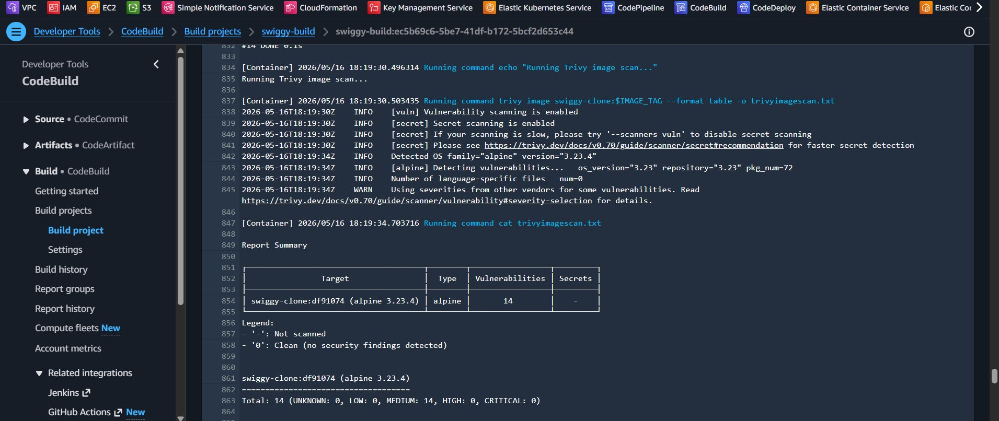 VPC IAM EC2 S3 Simple Notification Service CloudFormation Key Management Service Elastic Kubernetes Service CodePipeline CodeBuild CodeDeploy Elastic Container Service Elastic Cor
Developer Tools CodeBuild Build projects swiggy-build swiggy-build:ec5b69c6-5be7-41df-b172-5bcf2d653c44
Developer Tools
CodeBuild
Source • CodeCommit
Artifacts • CodeArtifact
Build • CodeBuild
Getting started
Build projects
Build project
Settings
Build history
Report groups
Report history
Compute fleets New
Account metrics
Related integrations
Jenkins
GitHub Actions New
832 #14 DONE 0.1s
833
834 [Container] 2026/05/16 18:19:30.496314 Running command echo "Running Trivy image scan..."
835 Running Trivy image scan...
836
837 [Container] 2026/05/16 18:19:30.503435 Running command trivy image swiggy-clone:$IMAGE_TAG --format table -o trivyimagescan.txt
838 2026-05-16T18:19:30Z INFO [vuln] Vulnerability scanning is enabled
839 2026-05-16T18:19:30Z INFO [secret] Secret scanning is enabled
840 2026-05-16T18:19:30Z INFO [secret] If your scanning is slow, please try '--scanners vuln' to disable secret scanning
841 2026-05-16T18:19:30Z INFO [secret] Please see https://trivy.dev/docs/v0.70/guide/scanner/secret#recommendation for faster secret detection
842 2026-05-16T18:19:34Z INFO Detected OS family="alpine" version="3.23.4"
843 2026-05-16T18:19:34Z INFO [alpine] Detecting vulnerabilities... os_version="3.23" repository="3.23" pkg_num=72
844 2026-05-16T18:19:34Z INFO Number of language-specific files num=0
845 2026-05-16T18:19:34Z WARN Using severities from other vendors for some vulnerabilities. Read
https://trivy.dev/docs/v0.70/guide/scanner/vulnerability#severity-selection for details.
846
847 [Container] 2026/05/16 18:19:34.703716 Running command cat trivyimagescan.txt
848
849 Report Summary
850
851
852 Target Type Vulnerabilities Secrets
853
854 swiggy-clone:df91074 (alpine 3.23.4) alpine 14 -
855
856 Legend:
857 - '-': Not scanned
858 - '0': Clean (no security findings detected)
859
860
861 swiggy-clone:df91074 (alpine 3.23.4)
862 ====================================
863 Total: 14 (UNKNOWN: 0, LOW: 0, MEDIUM: 14, HIGH: 0, CRITICAL: 0)
864